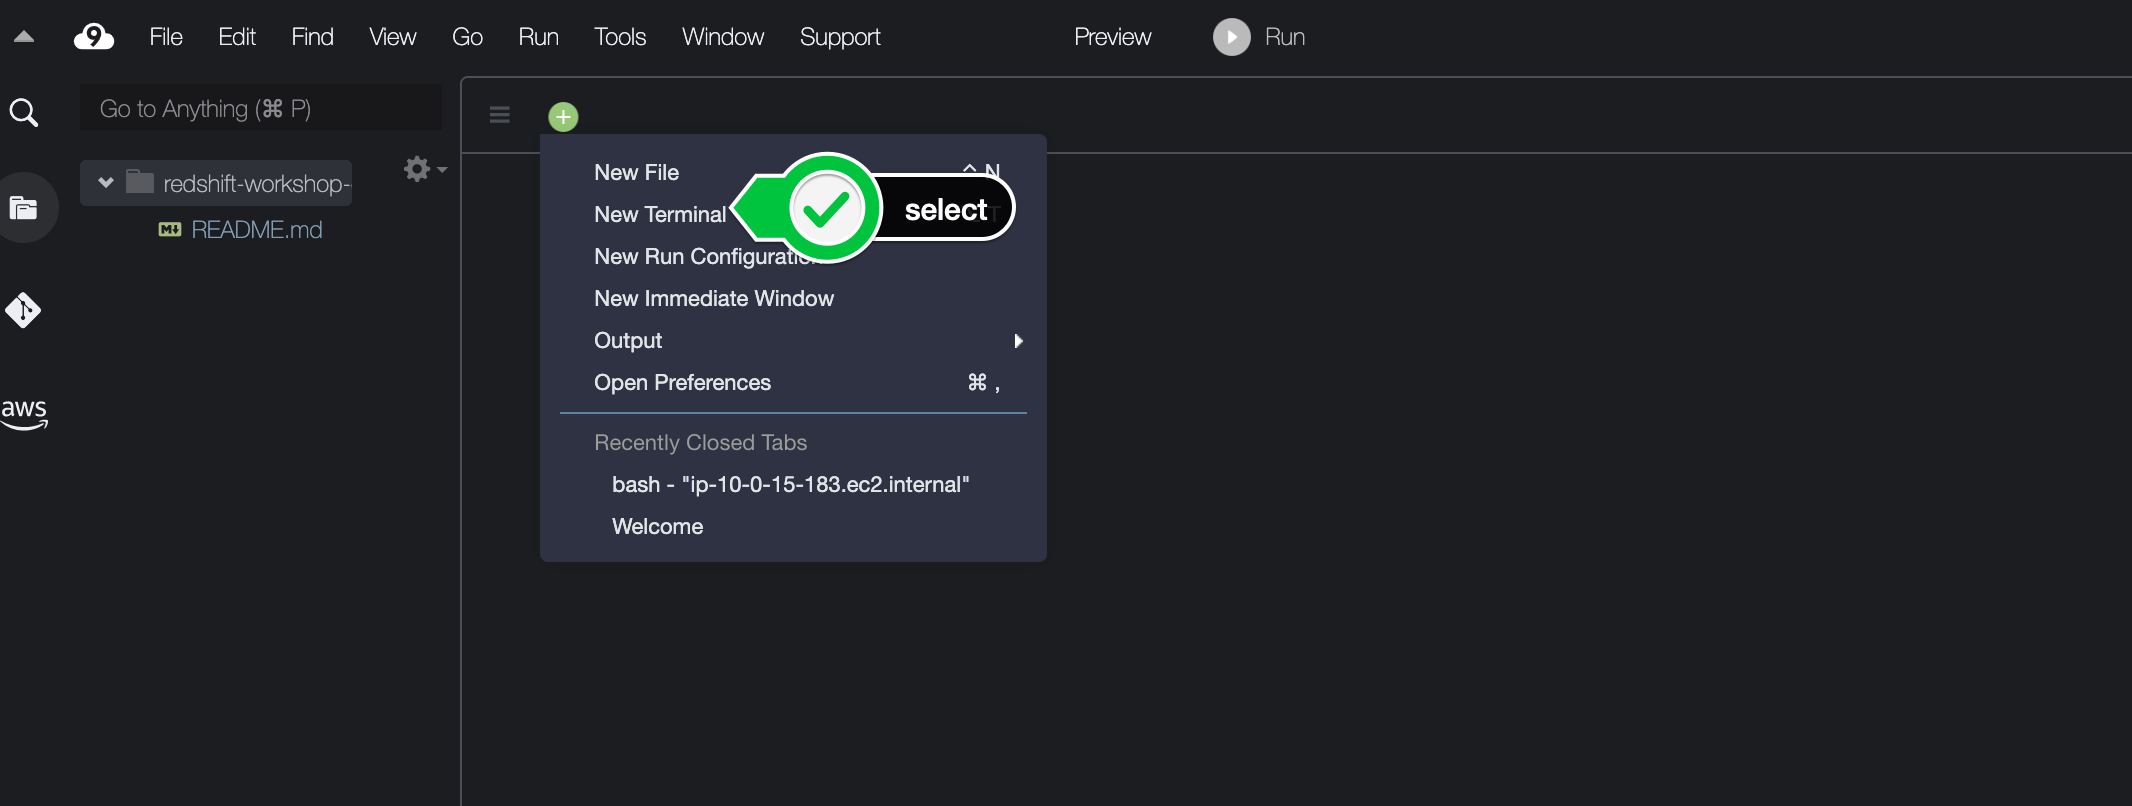 9 File Edit Find View Go Run Tools Window Support Preview Run
Go to Anything (⌘ P)
redshift-workshop-
M↓ README.md
+
New File ^ N
New Terminal T
select
New Run Configuration
New Immediate Window
Output
Open Preferences ⌘ ,
Recently Closed Tabs
bash - "ip-10-0-15-183.ec2.internal"
Welcome
aws